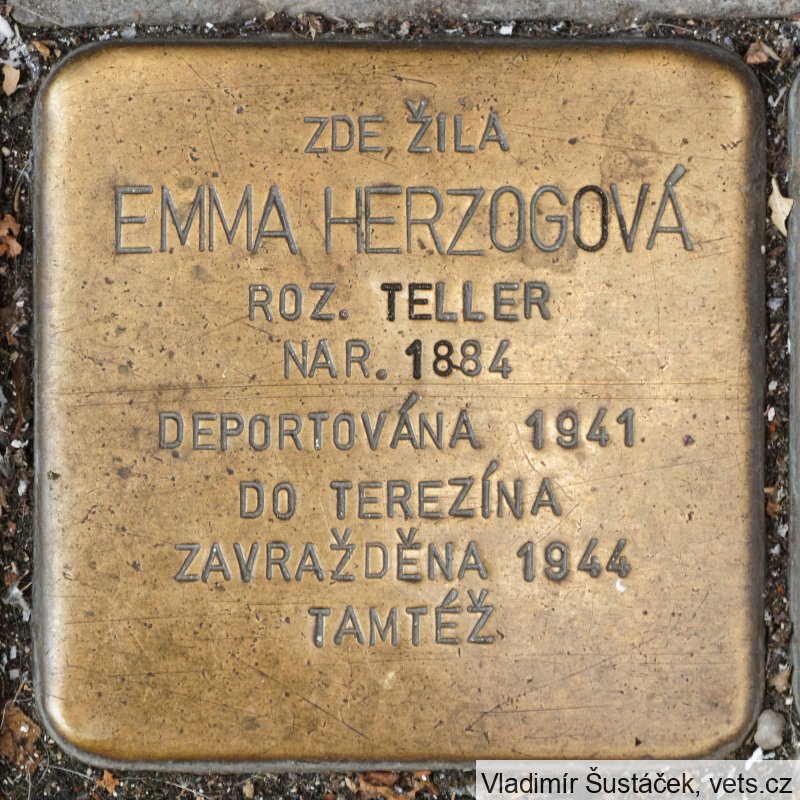 ZDE ŽILA
EMMA HERZOGOVÁ
ROZ. TELLER
NAR. 1884
DEPORTOVÁNA 1941
DO TEREZÍNA
ZAVRAŽDĚNA 1944
TAMTÉŽ
Vladimír Šustáček, vets.cz